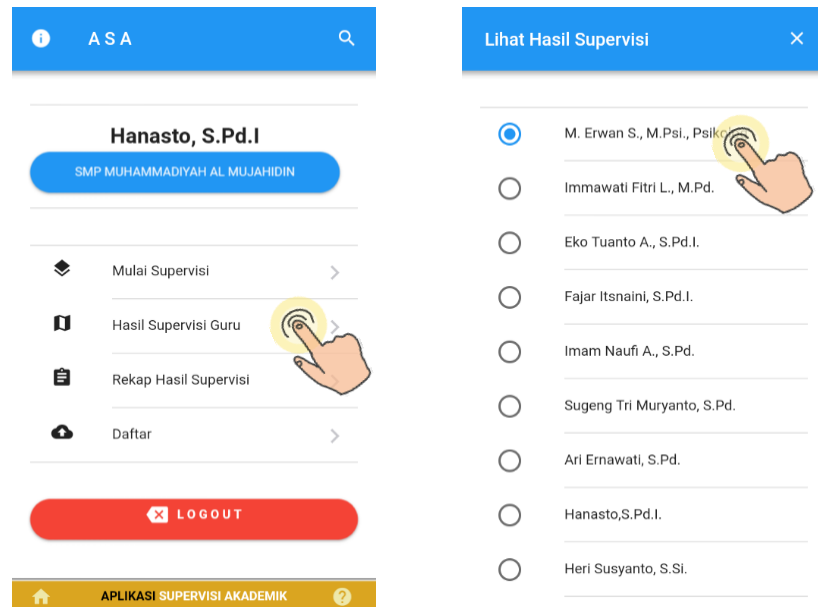 ASA
Hanasto, S.Pd.I
SMP MUHAMMADIYAH AL MUJAHIDIN
Mulai Supervisi
Hasil Supervisi Guru
Rekap Hasil Supervisi
Daftar
LOGOUT
APLIKASI SUPERVISI AKADEMIK
Lihat Hasil Supervisi
M. Erwan S., M.Psi.,
Immawati Fitri L., M.Pd.
Eko Tuanto A., S.Pd.I.
Fajar Itsnaini, S.Pd.I.
Imam Naufi A., S.Pd.
Sugeng Tri Muryanto, S.Pd.
Ari Ernawati, S.Pd.
Hanasto,S.Pd.I.
Heri Susyanto, S.Si.